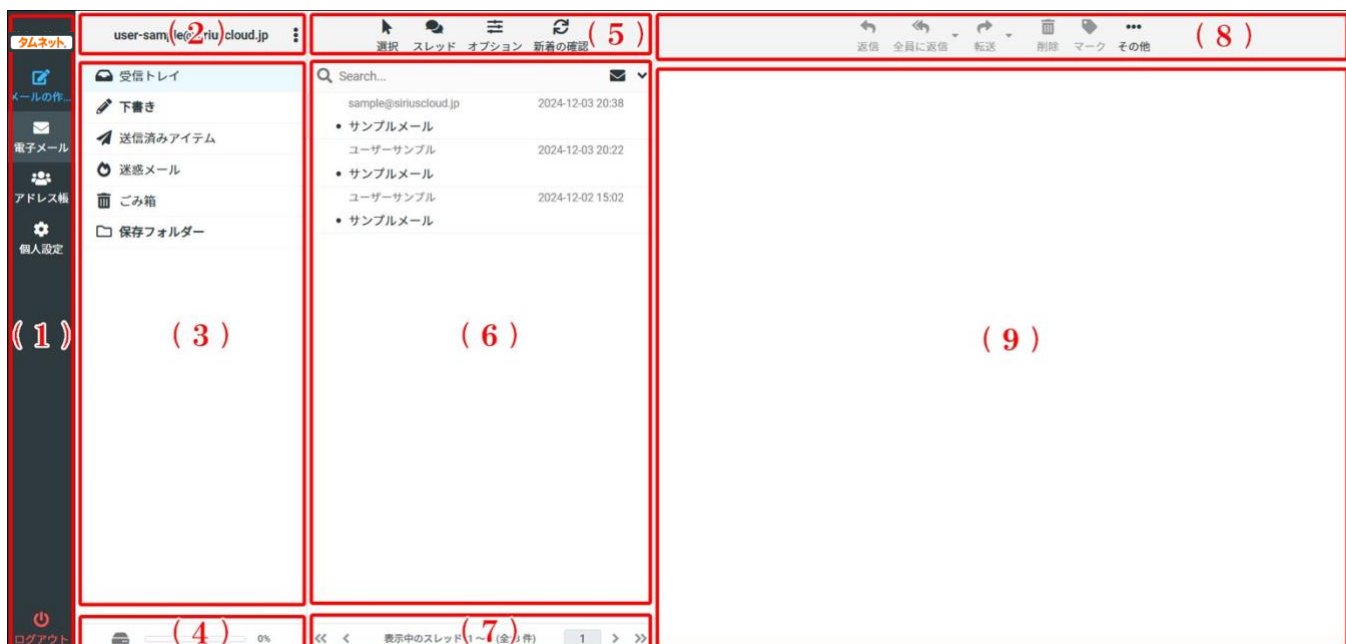 タムネット
メールの作...
電子メール
アドレス帳
個人設定
ログアウト
(1)
user-sam
cloud.jp
(2)
受信トレイ
下書き
送信済みアイテム
迷惑メール
ごみ箱
保存フォルダー
(3)
(4)
0%
選択 スレッド オプション 新着の確認
(5)
Search...
sample@siriuscloud.jp 2024-12-03 20:38
• サンプルメール
ユーザーサンプル 2024-12-03 20:22
• サンプルメール
ユーザーサンプル 2024-12-02 15:02
• サンプルメール
(6)
表示中のスレッド 1 ~ (全 件) 1
(7)
返信 全員に返信 転送 削除 マーク その他
(8)
(9)